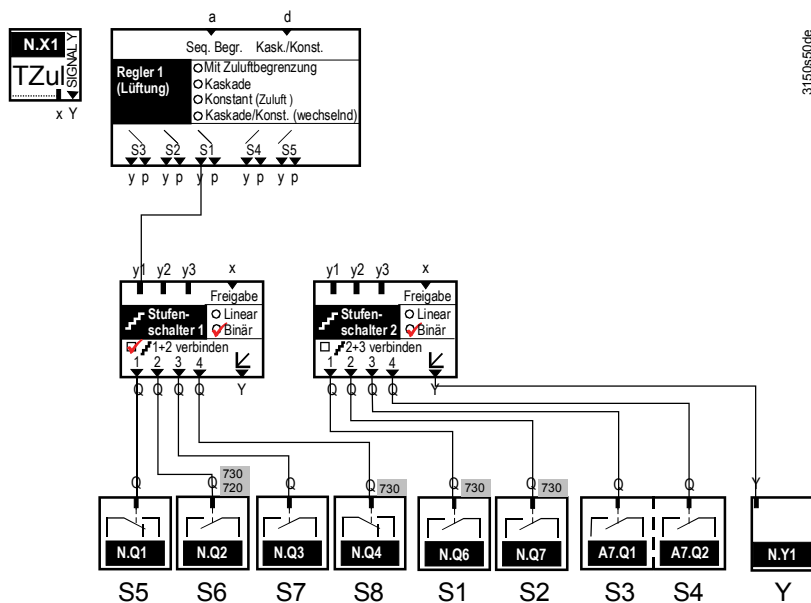 a d
3150s50de
N.X1
SIGNAL Y
TZul
x Y
Seq. Begr. Kask./Konst.
Regler 1
(Lüftung)
Mit Zuluftbegrenzung
Kaskade
Konstant (Zuluft )
Kaskade/Konst. (wechselnd)
S3 S2 S1 S4 S5
y p y p y p y p y p
y1 y2 y3 x
Freigabe
Stufen-
schalter 1
Linear
Binär
1+2 verbinden
1 2 3 4
Q Q Q Q Y
y1 y2 y3 x
Freigabe
Stufen-
schalter 2
Linear
Binär
2+3 verbinden
1 2 3 4
Q Q Q Q Y
730
720
730
730
730
Q Q Q Q Q Q Q Q Y
N.Q1 N.Q2 N.Q3 N.Q4 N.Q6 N.Q7 A7.Q1 A7.Q2 N.Y1
S5 S6 S7 S8 S1 S2 S3 S4 Y